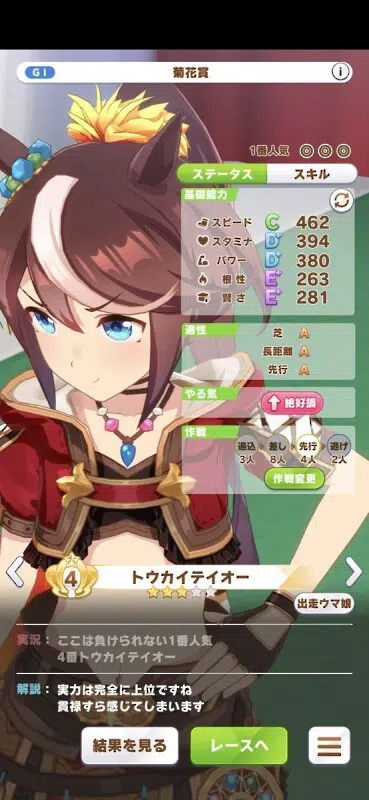 GI 菊花賞
1番人気 ◎ ◎ ◎
ステータス スキル
基礎能力
スピード C 462
スタミナ D+ 394
パワー D+ 380
根性 E+ 263
賢さ E+ 281
適性
芝 A
長距離 A
先行 A
やる気
絶好調
作戦
追込 差し 先行 逃げ
3人 8人 4人 2人
作戦変更
4 トウカイテイオー
出走ウマ娘
実況： ここは負けられない1番人気
4番トウカイテイオー
解説： 実力は完全に上位ですね
貫禄すら感じてしまいます
結果を見る レースへ